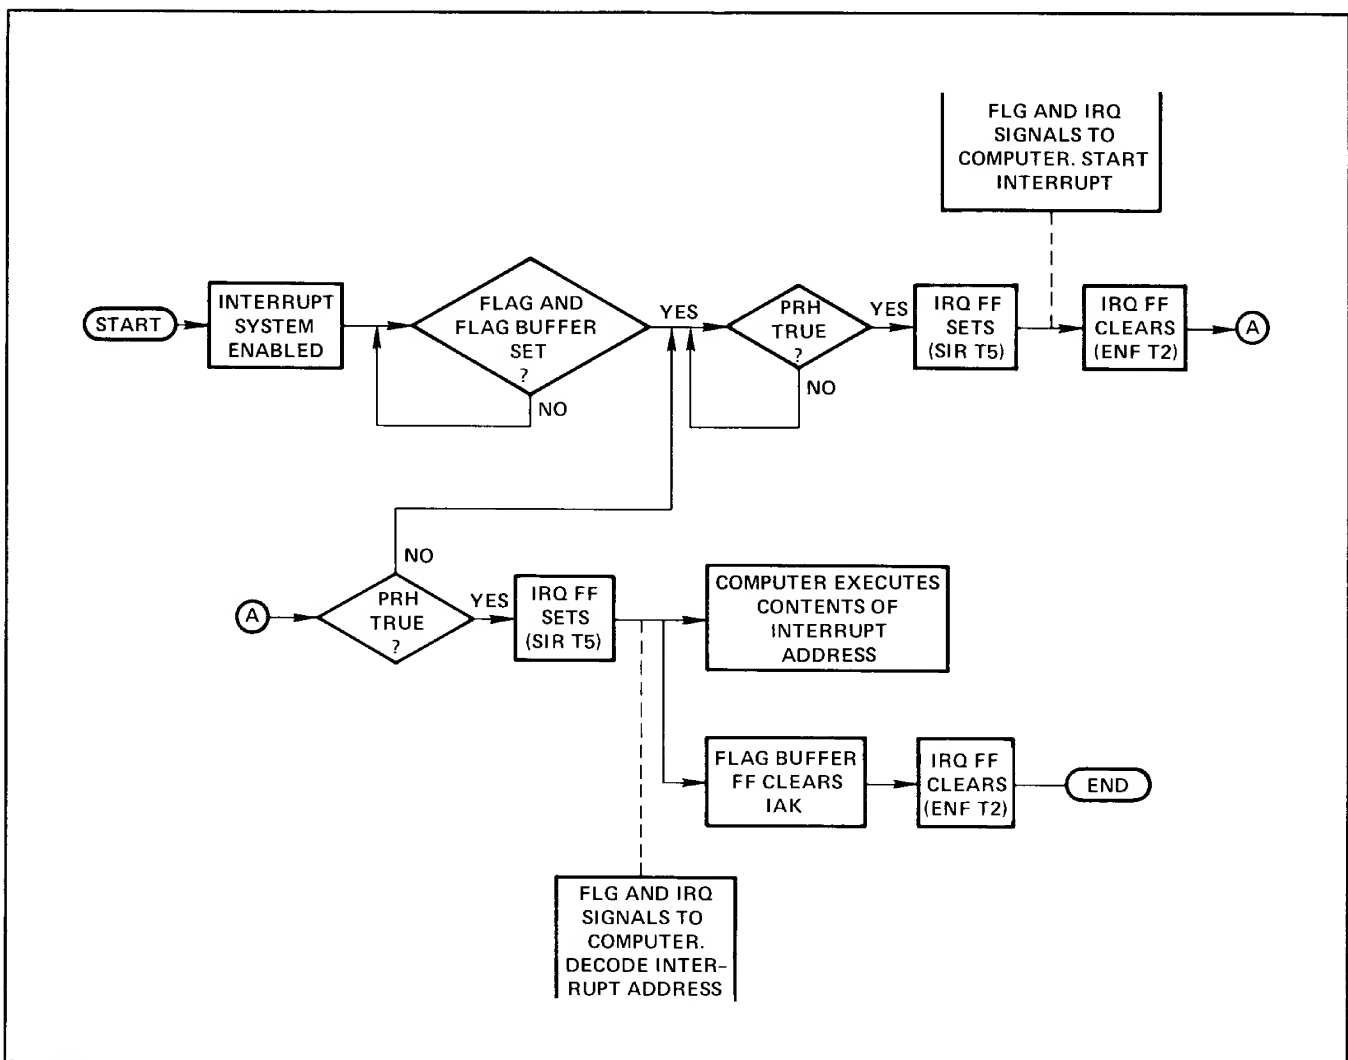 FLG AND IRQ
SIGNALS TO
COMPUTER. START
INTERRUPT
START
INTERRUPT
SYSTEM
ENABLED
FLAG AND
FLAG BUFFER
SET
?
YES
NO
PRH
TRUE
?
YES
NO
IRQ FF
SETS
(SIR T5)
IRQ FF
CLEARS
(ENF T2)
A
A
PRH
TRUE
?
NO
YES
IRQ FF
SETS
(SIR T5)
COMPUTER EXECUTES
CONTENTS OF
INTERRUPT
ADDRESS
FLAG BUFFER
FF CLEARS
IAK
IRQ FF
CLEARS
(ENF T2)
END
FLG AND IRQ
SIGNALS TO
COMPUTER.
DECODE INTER-
RUPT ADDRESS